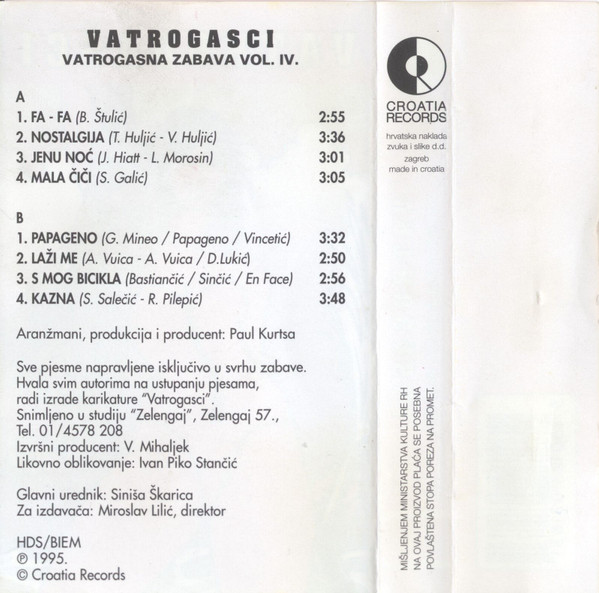 VATROGASCI
VATROGASNA ZABAVA VOL. IV.
A
1. FA - FA (B. Štulić) 2:55
2. NOSTALGIJA (T. Huljić - V. Huljić) 3:36
3. JENU NOĆ (J. Hiatt - L. Morosin) 3:01
4. MALA ČIČI (S. Galić) 3:05
B
1. PAPAGENO (G. Mineo / Papageno / Vincetić) 3:32
2. LAŽI ME (A. Vuica - A. Vuica / D.Lukić) 2:50
3. S MOG BICIKLA (Bastiančić / Sinčić / En Face) 2:56
4. KAZNA (S. Salečić - R. Pilepić) 3:48
Aranžmani, produkcija i producent: Paul Kurtsa
Sve pjesme napravljene isključivo u svrhu zabave.
Hvala svim autorima na ustupanju pjesama,
radi izrade karikature "Vatrogasci".
Snimljeno u studiju "Zelengaj", Zelengaj 57.,
Tel. 01/4578 208
Izvršni producent: V. Mihaljek
Likovno oblikovanje: Ivan Piko Stančić
Glavni urednik: Siniša Škarica
Za izdavača: Miroslav Lilić, direktor
HDS/BIEM
℗ 1995.
© Croatia Records
CROATIA
RECORDS
hrvatska naklada
zvuka i slike d.d.
zagreb
made in croatia
MIŠLJENJEM MINISTARSTVA KULTURE RH
NA OVAJ PROIZVOD PLAĆA SE POSEBNA
POVLAŠTENA STOPA POREZA NA PROMET.